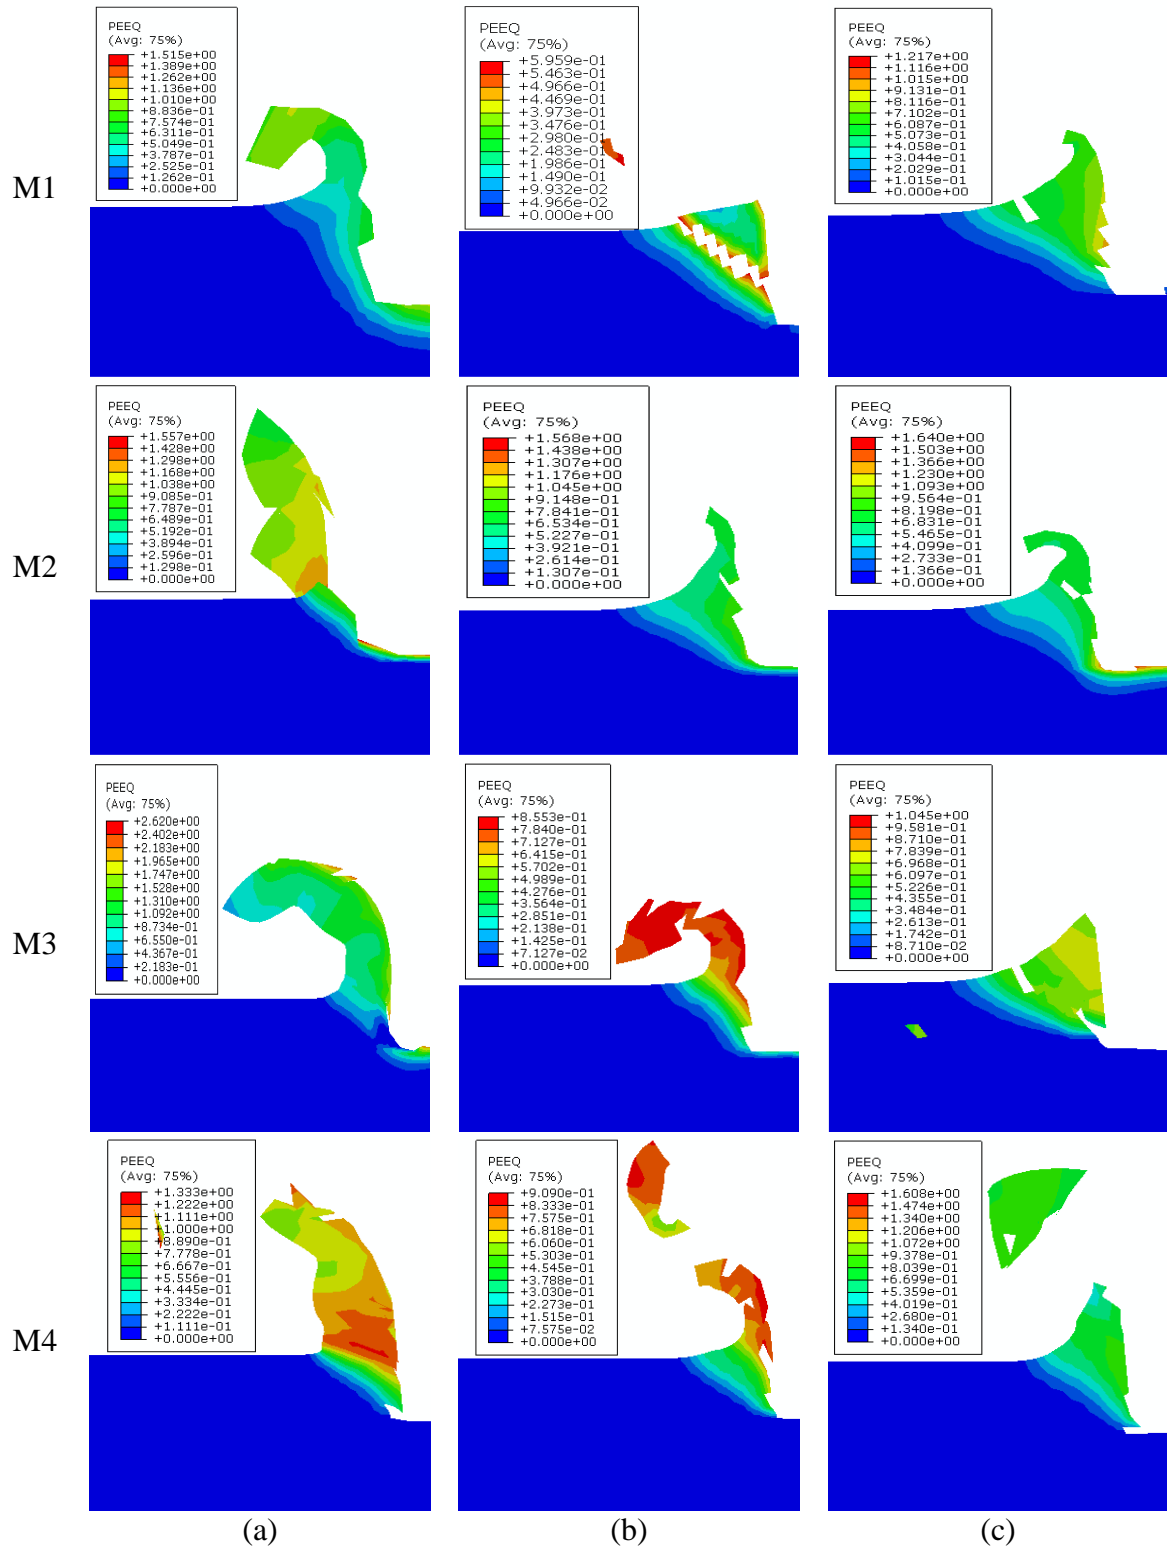 PEEQ
(Avg: 75%)
+1.515e+00
+1.389e+00
+1.262e+00
+1.136e+00
+1.010e+00
+8.836e-01
+7.574e-01
+6.311e-01
+5.049e-01
+3.787e-01
+2.525e-01
+1.262e-01
+0.000e+00
PEEQ
(Avg: 75%)
+5.959e-01
+5.463e-01
+4.966e-01
+4.469e-01
+3.973e-01
+3.476e-01
+2.980e-01
+2.483e-01
+1.986e-01
+1.490e-01
+9.932e-02
+4.966e-02
+0.000e+00
PEEQ
(Avg: 75%)
+1.217e+00
+1.116e+00
+1.015e+00
+9.131e-01
+8.116e-01
+7.102e-01
+6.087e-01
+5.073e-01
+4.058e-01
+3.044e-01
+2.029e-01
+1.015e-01
+0.000e+00
M1
PEEQ
(Avg: 75%)
+1.557e+00
+1.428e+00
+1.298e+00
+1.168e+00
+1.038e+00
+9.085e-01
+7.787e-01
+6.489e-01
+5.192e-01
+3.894e-01
+2.596e-01
+1.298e-01
+0.000e+00
PEEQ
(Avg: 75%)
+1.568e+00
+1.438e+00
+1.307e+00
+1.176e+00
+1.045e+00
+9.148e-01
+7.841e-01
+6.534e-01
+5.227e-01
+3.921e-01
+2.614e-01
+1.307e-01
+0.000e+00
PEEQ
(Avg: 75%)
+1.640e+00
+1.503e+00
+1.366e+00
+1.230e+00
+1.093e+00
+9.564e-01
+8.198e-01
+6.831e-01
+5.465e-01
+4.099e-01
+2.733e-01
+1.366e-01
+0.000e+00
M2
PEEQ
(Avg: 75%)
+2.620e+00
+2.402e+00
+2.183e+00
+1.965e+00
+1.747e+00
+1.528e+00
+1.310e+00
+1.092e+00
+8.734e-01
+6.550e-01
+4.367e-01
+2.183e-01
+0.000e+00
PEEQ
(Avg: 75%)
+8.553e-01
+7.840e-01
+7.127e-01
+6.415e-01
+5.702e-01
+4.989e-01
+4.276e-01
+3.564e-01
+2.851e-01
+2.138e-01
+1.425e-01
+7.127e-02
+0.000e+00
PEEQ
(Avg: 75%)
+1.045e+00
+9.581e-01
+8.710e-01
+7.839e-01
+6.968e-01
+6.097e-01
+5.226e-01
+4.355e-01
+3.484e-01
+2.613e-01
+1.742e-01
+8.710e-02
+0.000e+00
M3
PEEQ
(Avg: 75%)
+1.333e+00
+1.222e+00
+1.111e+00
+1.000e+00
+8.890e-01
+7.778e-01
+6.667e-01
+5.556e-01
+4.445e-01
+3.334e-01
+2.222e-01
+1.111e-01
+0.000e+00
PEEQ
(Avg: 75%)
+9.090e-01
+8.333e-01
+7.575e-01
+6.818e-01
+6.060e-01
+5.303e-01
+4.545e-01
+3.788e-01
+3.030e-01
+2.273e-01
+1.515e-01
+7.575e-02
+0.000e+00
PEEQ
(Avg: 75%)
+1.608e+00
+1.474e+00
+1.340e+00
+1.206e+00
+1.072e+00
+9.378e-01
+8.039e-01
+6.699e-01
+5.359e-01
+4.019e-01
+2.680e-01
+1.340e-01
+0.000e+00
M4
(a)
(b)
(c)